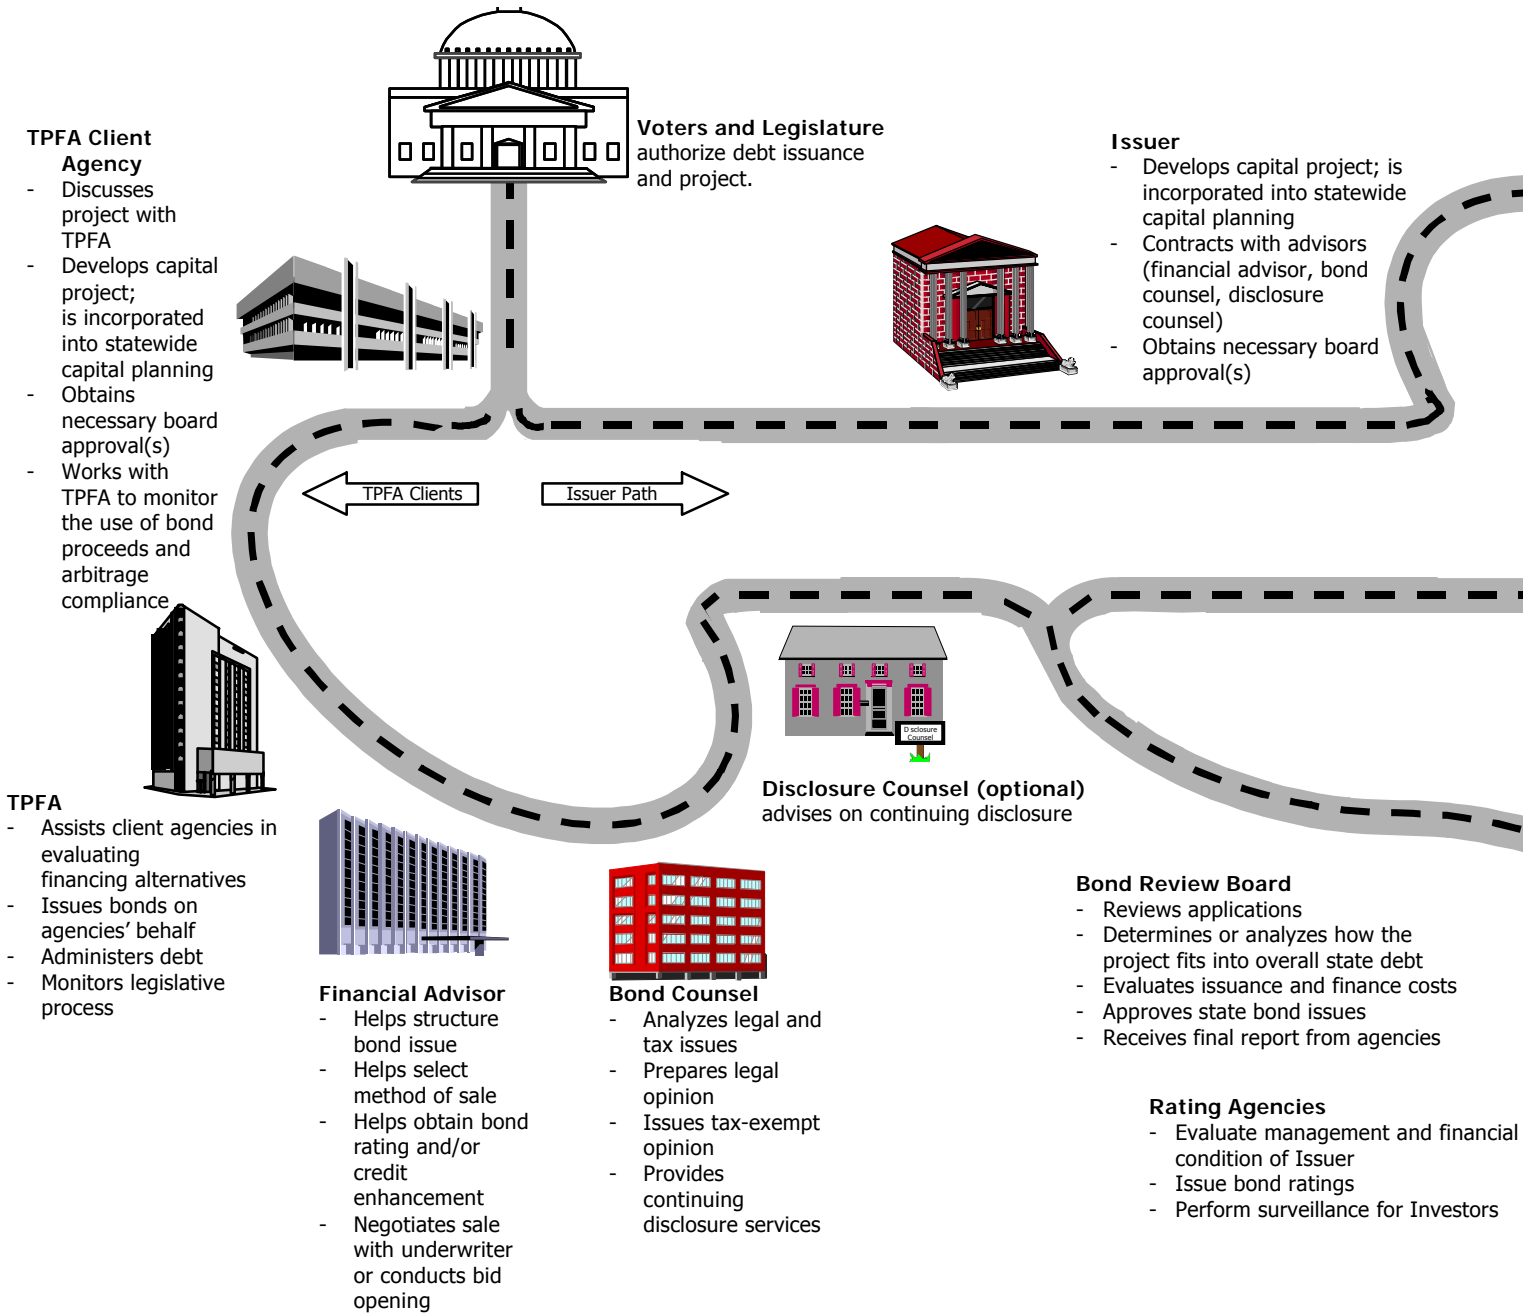 Voters and Legislature
authorize debt issuance
and project.
TPFA Client
Agency
- Discusses
project with
TPFA
- Develops capital
project;
is incorporated
into statewide
capital planning
- Obtains
necessary board
approval(s)
- Works with
TPFA to monitor
the use of bond
proceeds and
arbitrage
compliance
Issuer
- Develops capital project; is
incorporated into statewide
capital planning
- Contracts with advisors
(financial advisor, bond
counsel, disclosure
counsel)
- Obtains necessary board
approval(s)
TPFA Clients
Issuer Path
D sclosure
Counsel
Disclosure Counsel (optional)
advises on continuing disclosure
TPFA
- Assists client agencies in
evaluating
financing alternatives
- Issues bonds on
agencies’ behalf
- Administers debt
- Monitors legislative
process
Financial Advisor
- Helps structure
bond issue
- Helps select
method of sale
- Helps obtain bond
rating and/or
credit
enhancement
- Negotiates sale
with underwriter
or conducts bid
opening
Bond Counsel
- Analyzes legal and
tax issues
- Prepares legal
opinion
- Issues tax-exempt
opinion
- Provides
continuing
disclosure services
Bond Review Board
- Reviews applications
- Determines or analyzes how the
project fits into overall state debt
- Evaluates issuance and finance costs
- Approves state bond issues
- Receives final report from agencies
Rating Agencies
- Evaluate management and financial
condition of Issuer
- Issue bond ratings
- Perform surveillance for Investors